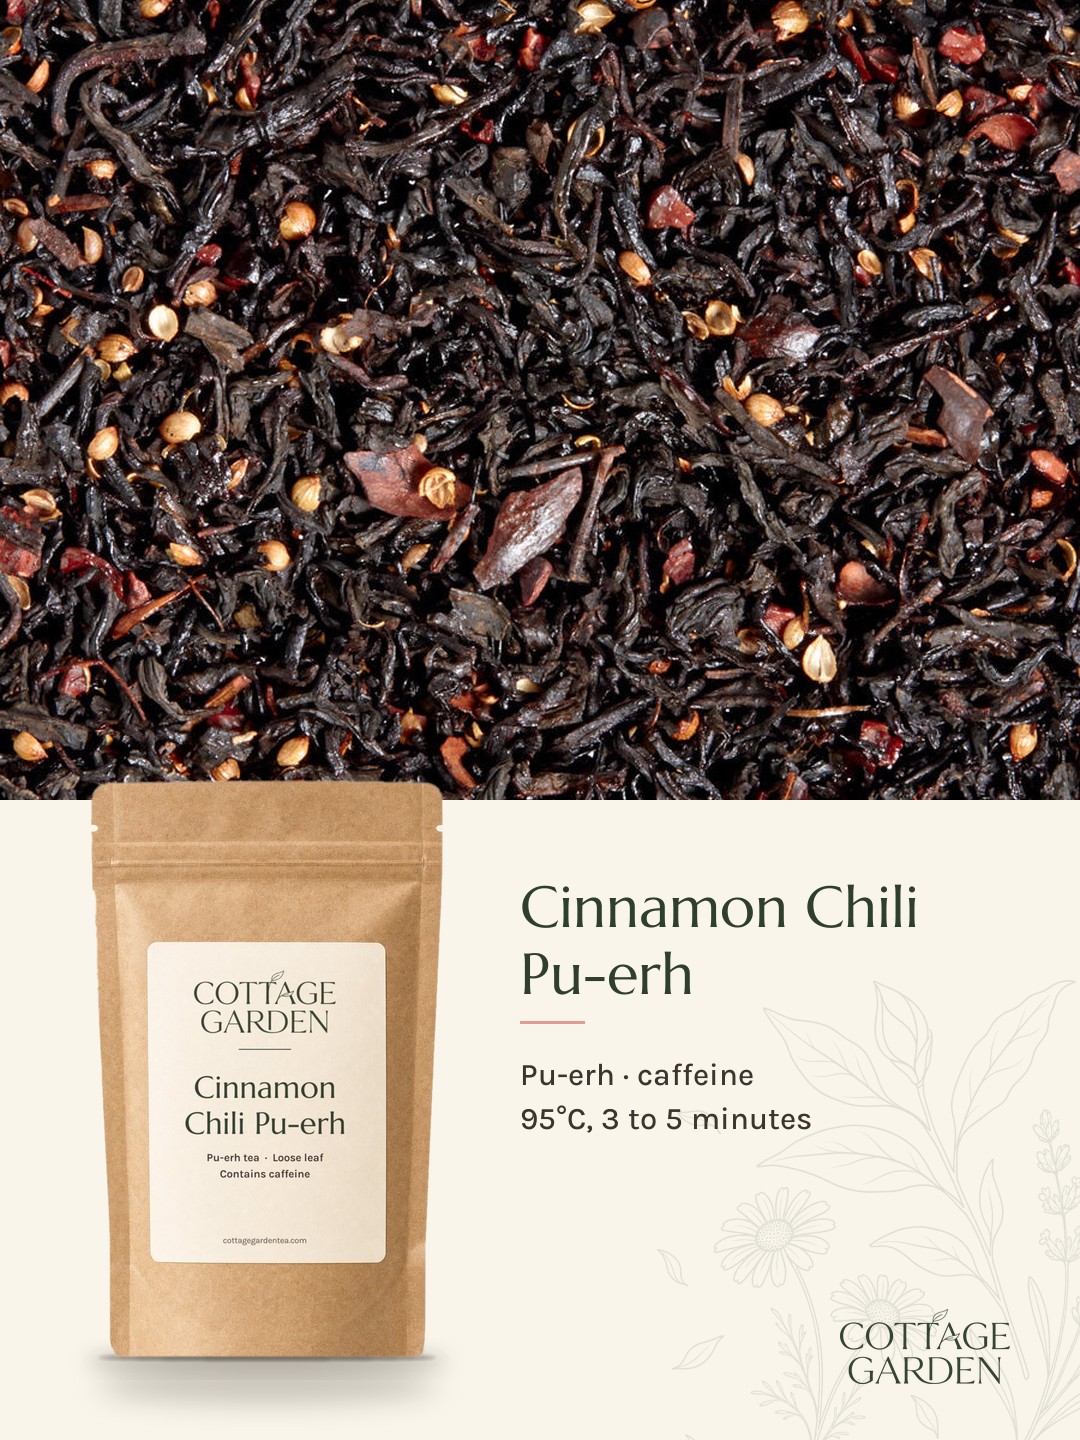 COTTAGE
GARDEN
Cinnamon
Chili Pu-erh
Pu-erh tea · Loose leaf
Contains caffeine
cottagegardentea.com
Cinnamon Chili
Pu-erh
Pu-erh · caffeine
95°C, 3 to 5 minutes
COTTAGE
GARDEN